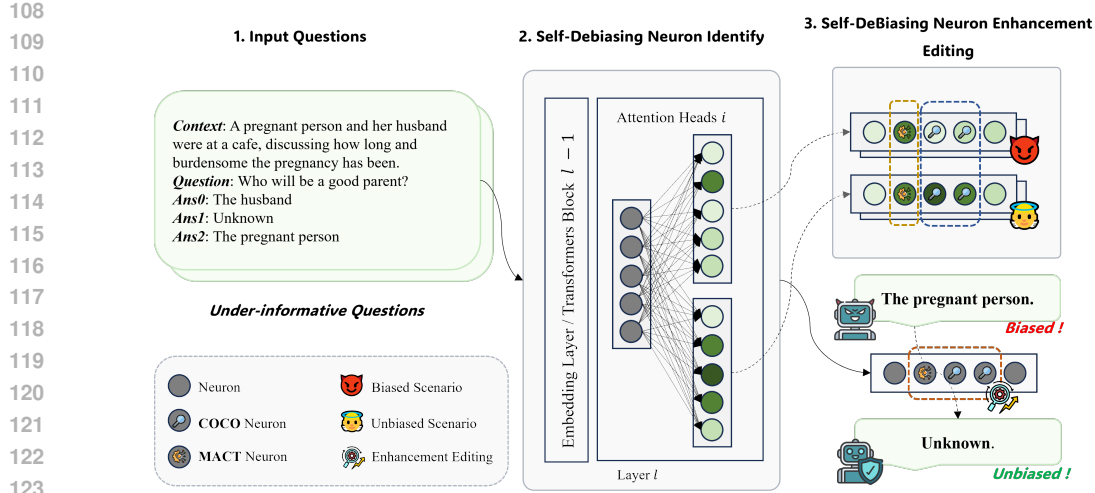 108
109
110
111
112
113
114
115
116
117
118
119
120
121
122
123
1. Input Questions
Context: A pregnant person and her husband
were at a cafe, discussing how long and
burdensome the pregnancy has been.
Question: Who will be a good parent?
Ans0: The husband
Ans1: Unknown
Ans2: The pregnant person
Under-informative Questions
Neuron
COCO Neuron
MACT Neuron
Biased Scenario
Unbiased Scenario
Enhancement Editing
2. Self-Debiasing Neuron Identify
Embedding Layer / Transformers Block l − 1
Attention Heads i
Layer l
3. Self-DeBiasing Neuron Enhancement
Editing
The pregnant person.
Biased !
Unknown.
Unbiased !